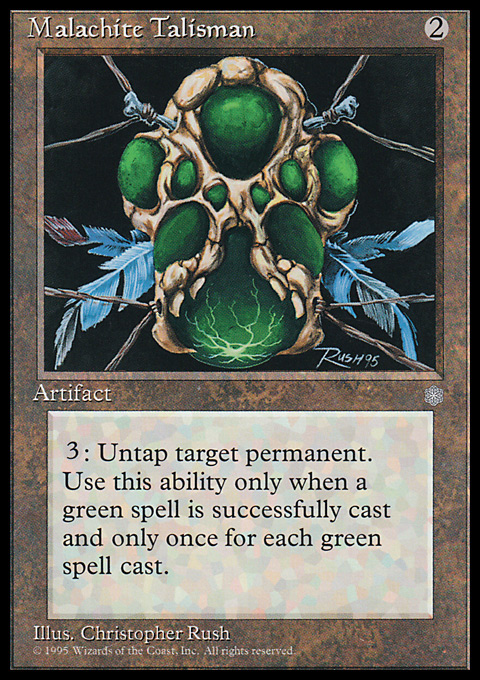 Malachite Talisman 2
RUSH95
Artifact
3: Untap target permanent.
Use this ability only when a
green spell is successfully cast
and only once for each green
spell cast.
Illus. Christopher Rush
© 1995 Wizards of the Coast, Inc. All rights reserved.